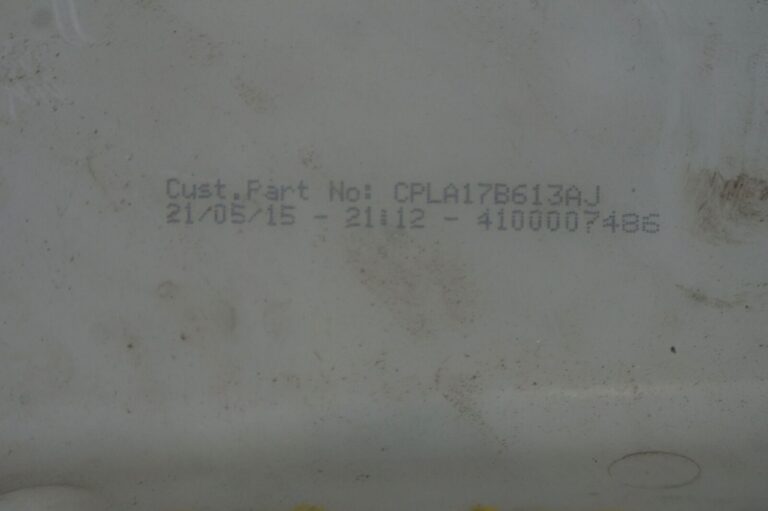 Cust.Part No: CPLA17B613AJ
21/05/15 - 21:12 - 4100007486